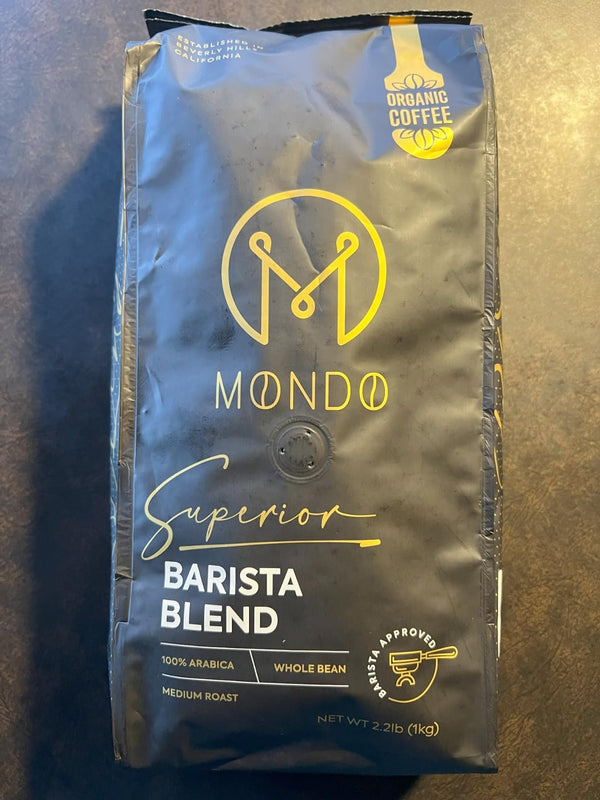 ESTABLISHED IN
BEVERLY HILLS
CALIFORNIA
ORGANIC
COFFEE
MONDO
Superior
BARISTA
BLEND
100% ARABICA
WHOLE BEAN
MEDIUM ROAST
BARISTA APPROVED
NET WT 2.2lb (1kg)